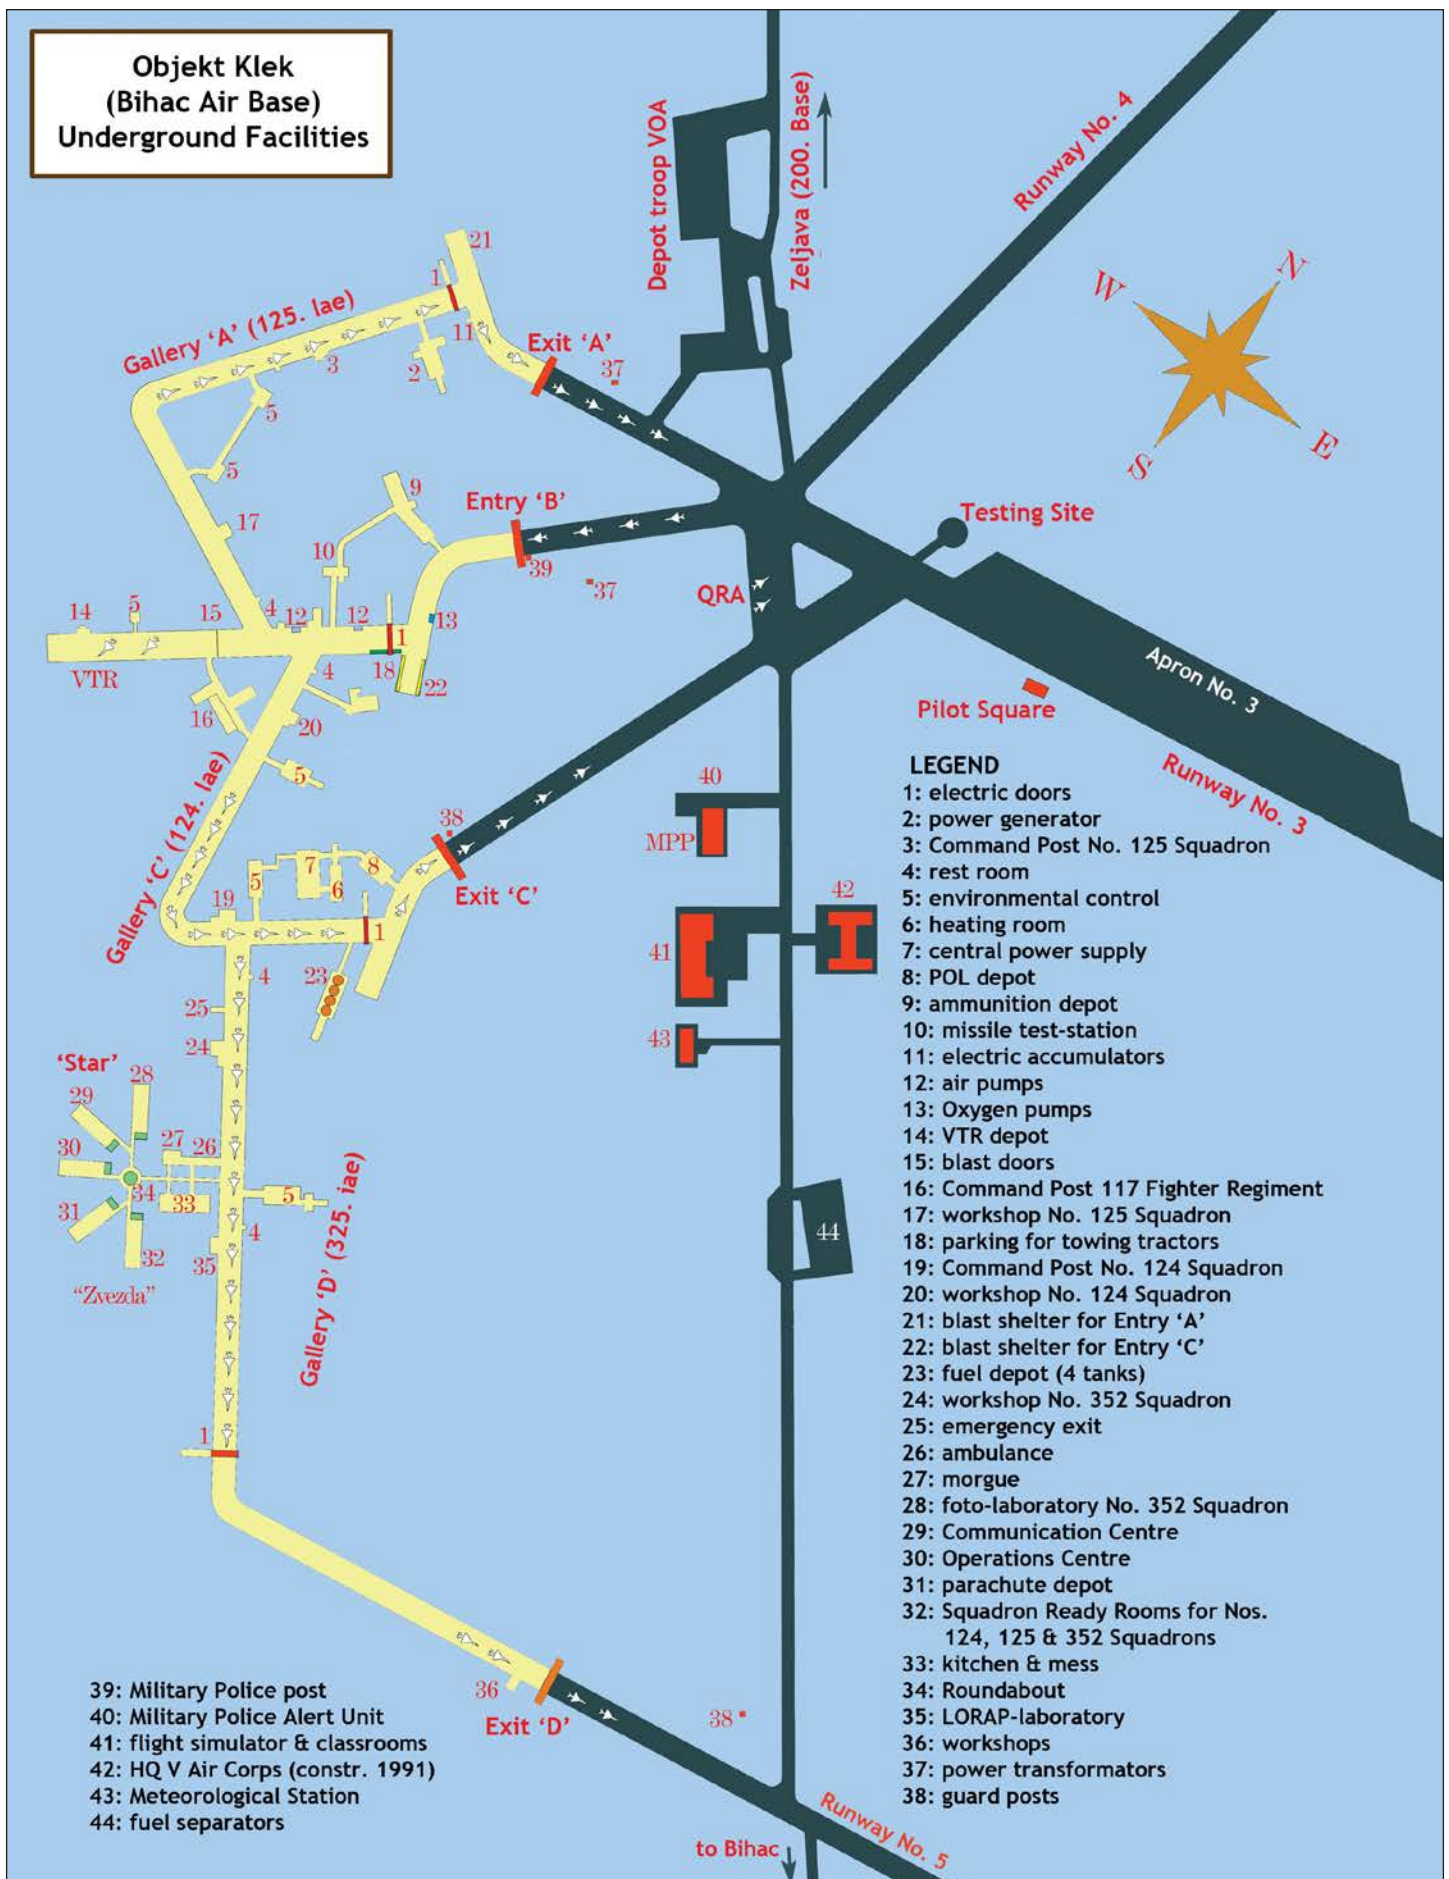 Objekt Klek
(Bihac Air Base)
Underground Facilities
Depot troop VOA
Zeljava (200. Base)
Runway No. 4
N
W
E
S
21
1
Gallery ‘A’ (125. lae)
11
Exit ‘A’
3
2
37
5
5
9
Entry ‘B’
17
Testing Site
10
39
37
QRA
14
5
15
4
12
12
13
1
VTR
4
18
22
Apron No. 3
16
20
Pilot Square
5
Runway No. 3
Gallery ‘C’ (124. lae)
40
38
MPP
7
8
5
6
Exit ‘C’
19
42
1
41
4
23
25
43
24
‘Star’
28
29
30
27
26
34
33
5
31
4
44
32
35
“Zvezda”
Gallery ‘D’ (325. iae)
1
36
Exit ‘D’
38
Runway No. 5
to Bihac
LEGEND
1: electric doors
2: power generator
3: Command Post No. 125 Squadron
4: rest room
5: environmental control
6: heating room
7: central power supply
8: POL depot
9: ammunition depot
10: missile test-station
11: electric accumulators
12: air pumps
13: Oxygen pumps
14: VTR depot
15: blast doors
16: Command Post 117 Fighter Regiment
17: workshop No. 125 Squadron
18: parking for towing tractors
19: Command Post No. 124 Squadron
20: workshop No. 124 Squadron
21: blast shelter for Entry ‘A’
22: blast shelter for Entry ‘C’
23: fuel depot (4 tanks)
24: workshop No. 352 Squadron
25: emergency exit
26: ambulance
27: morgue
28: foto-laboratory No. 352 Squadron
29: Communication Centre
30: Operations Centre
31: parachute depot
32: Squadron Ready Rooms for Nos.
124, 125 & 352 Squadrons
33: kitchen & mess
34: Roundabout
35: LORAP-laboratory
36: workshops
37: power transformators
38: guard posts
39: Military Police post
40: Military Police Alert Unit
41: flight simulator & classrooms
42: HQ V Air Corps (constr. 1991)
43: Meteorological Station
44: fuel separators